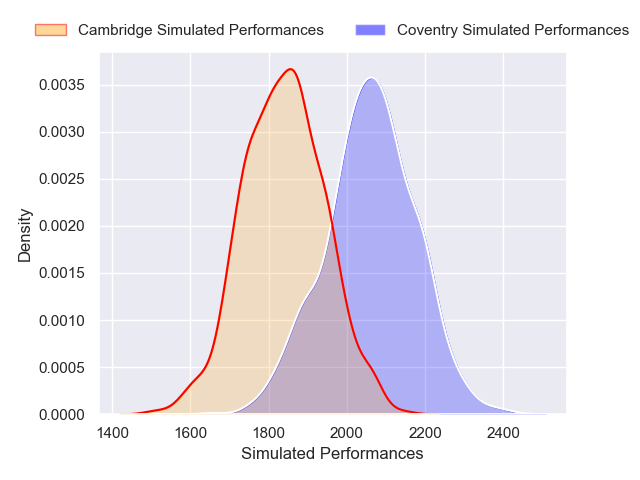 Cambridge Simulated Performances
Coventry Simulated Performances
0.0035
0.0030
0.0025
0.0020
0.0015
0.0010
0.0005
0.0000
Density
1400 1600 1800 2000 2200 2400
Simulated Performances